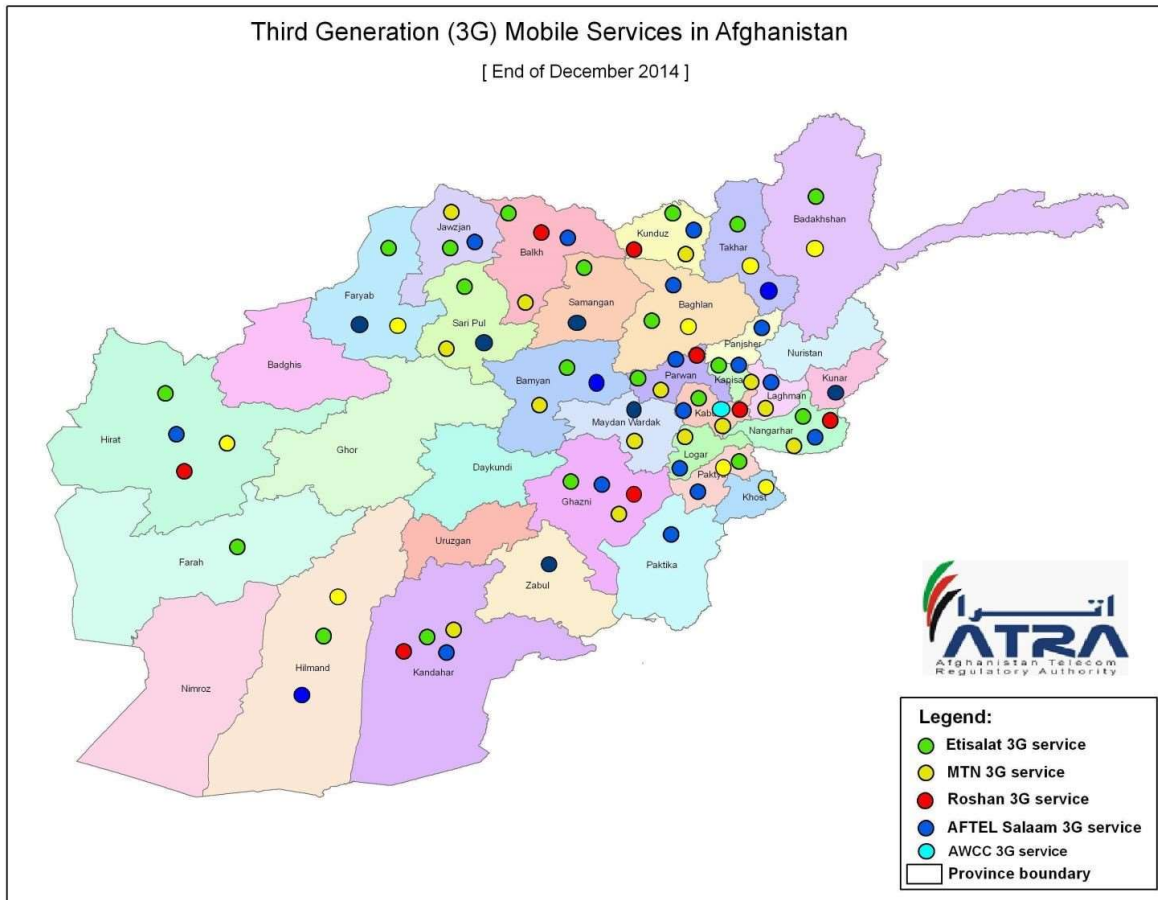 Third Generation (3G) Mobile Services in Afghanistan
[ End of December 2014 ]
Badakhshan
Jawzjan
Kunduz
Takhar
Balkh
Faryab
Samangan
Baghlan
Sari Pul
Panjsher
Nuristan
Badghis
Bamyan
Parwan
Kapisa
Kunar
Laghman
Kab
Maydan Wardak
Nangarhar
Hirat
Ghor
Logar
Daykundi
Paktya
Ghazni
Khost
Uruzgan
Farah
Paktika
Zabul
Hilmand
Kandahar
Nimroz
اتــرا
ATRA
Afghanistan Telecom
Regulatory Authority
Legend:
Etisalat 3G service
MTN 3G service
Roshan 3G service
AFTEL Salaam 3G service
AWCC 3G service
Province boundary